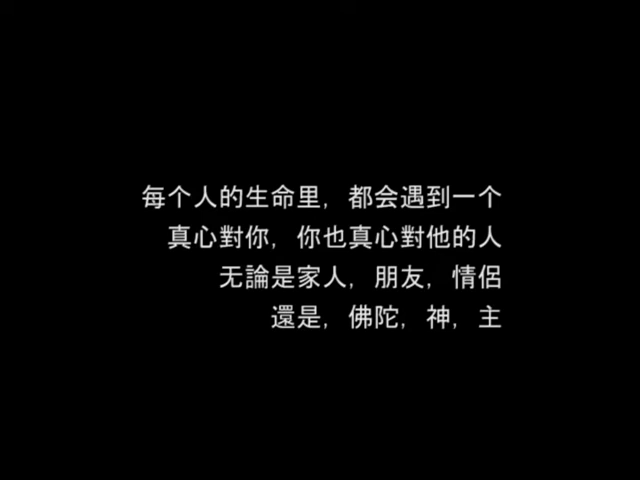 每个人的生命里, 都会遇到一个
真心對你, 你也真心對他的人
无論是家人, 朋友, 情侶
還是, 佛陀, 神, 主